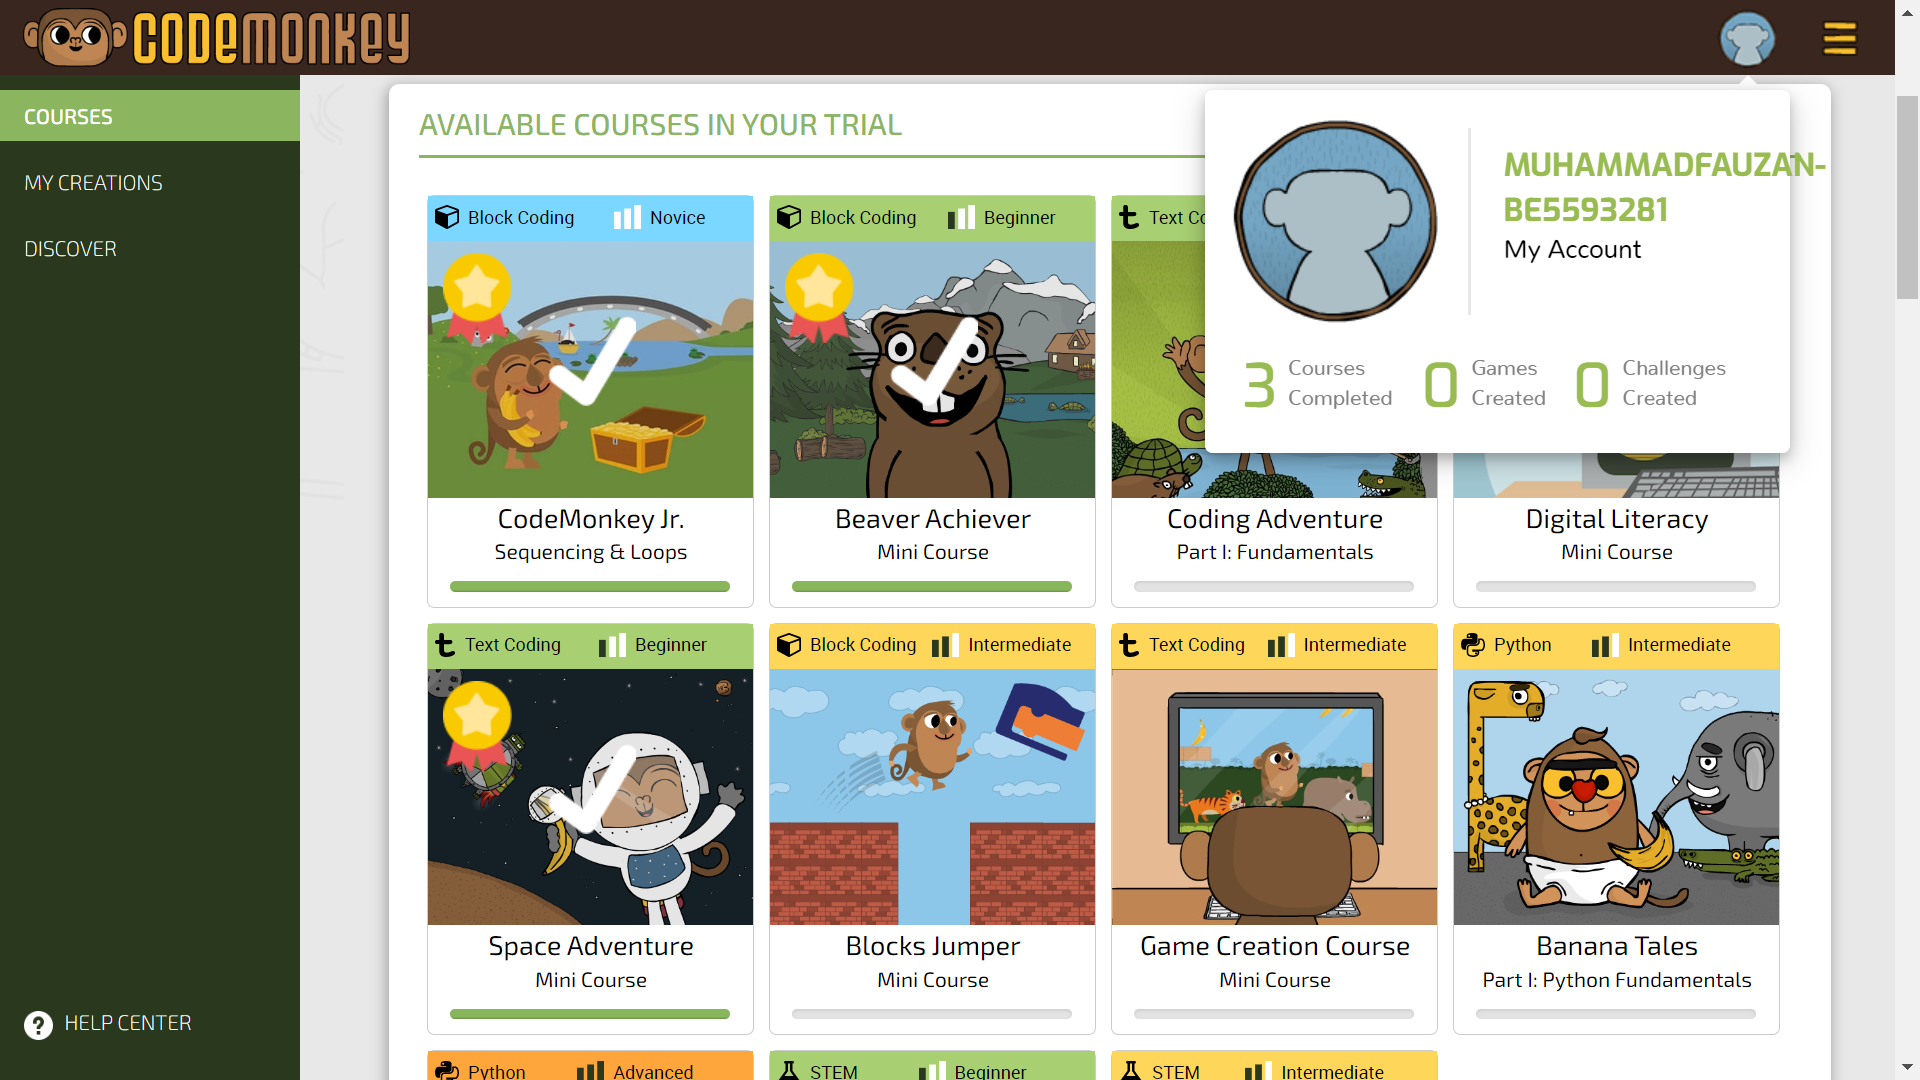 CODEMONKEY
COURSES
MY CREATIONS
DISCOVER
HELP CENTER
AVAILABLE COURSES IN YOUR TRIAL
MUHAMMADFAUZAN-
BE5593281
My Account
3 Courses Completed
0 Games Created
0 Challenges Created
Block Coding Novice
CodeMonkey Jr.
Sequencing & Loops
Block Coding Beginner
Beaver Achiever
Mini Course
Text Co
Coding Adventure
Part I: Fundamentals
Digital Literacy
Mini Course
Text Coding Beginner
Space Adventure
Mini Course
Block Coding Intermediate
Blocks Jumper
Mini Course
Text Coding Intermediate
Game Creation Course
Mini Course
Python Intermediate
Banana Tales
Part I: Python Fundamentals
Python Advanced
STEM Beginner
STEM Intermediate